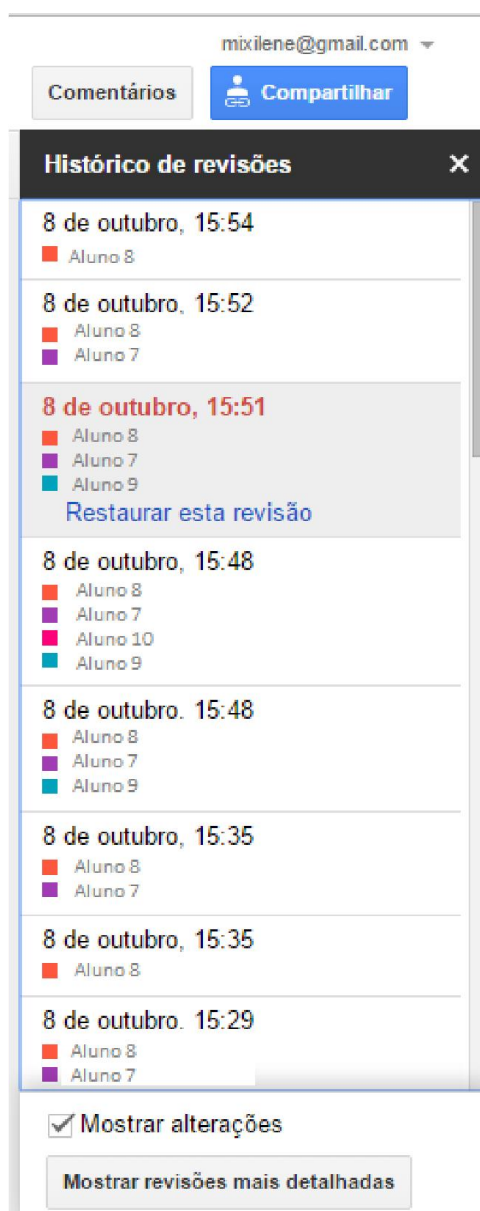 mixilene@gmail.com
Comentários
Compartilhar
Histórico de revisões
8 de outubro, 15:54
Aluno 8
8 de outubro, 15:52
Aluno 8
Aluno 7
8 de outubro, 15:51
Aluno 8
Aluno 7
Aluno 9
Restaurar esta revisão
8 de outubro, 15:48
Aluno 8
Aluno 7
Aluno 10
Aluno 9
8 de outubro. 15:48
Aluno 8
Aluno 7
Aluno 9
8 de outubro, 15:35
Aluno 8
Aluno 7
8 de outubro, 15:35
Aluno 8
8 de outubro. 15:29
Aluno 8
Aluno 7
Mostrar alterações
Mostrar revisões mais detalhadas